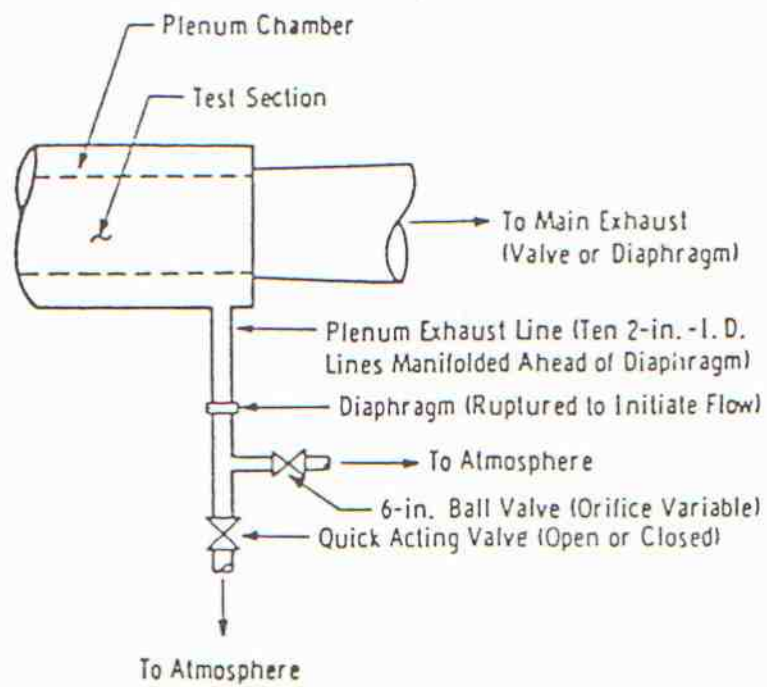 Plenum Chamber
Test Section
To Main Exhaust
(Valve or Diaphragm)
Plenum Exhaust Line (Ten 2-in. -I. D.
Lines Manifolded Ahead of Diaphragm)
Diaphragm (Ruptured to Initiate Flow)
To Atmosphere
6-in. Ball Valve (Orifice Variable)
Quick Acting Valve (Open or Closed)
To Atmosphere